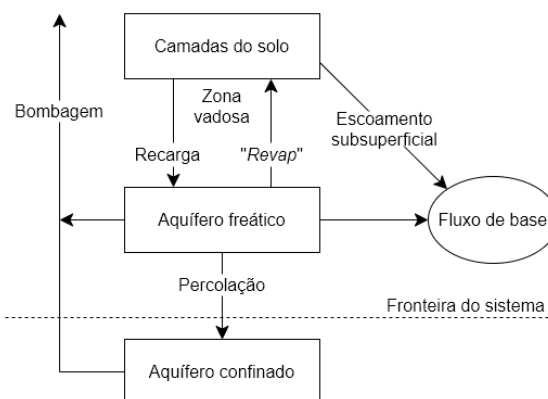 Camadas do solo
Bombagem
Zona
vadosa
Escoamento
subsuperficial
Recarga
"Revap"
Aquífero freático
Fluxo de base
Percolação
Fronteira do sistema
Aquífero confinado